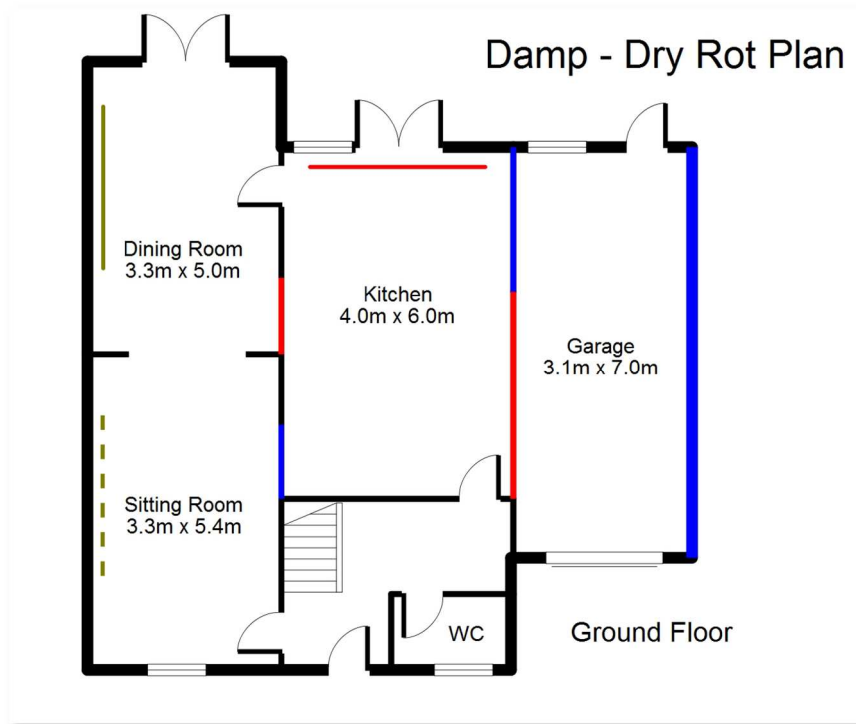 Damp - Dry Rot Plan
Dining Room
3.3m x 5.0m
Kitchen
4.0m x 6.0m
Garage
3.1m x 7.0m
Sitting Room
3.3m x 5.4m
WC
Ground Floor